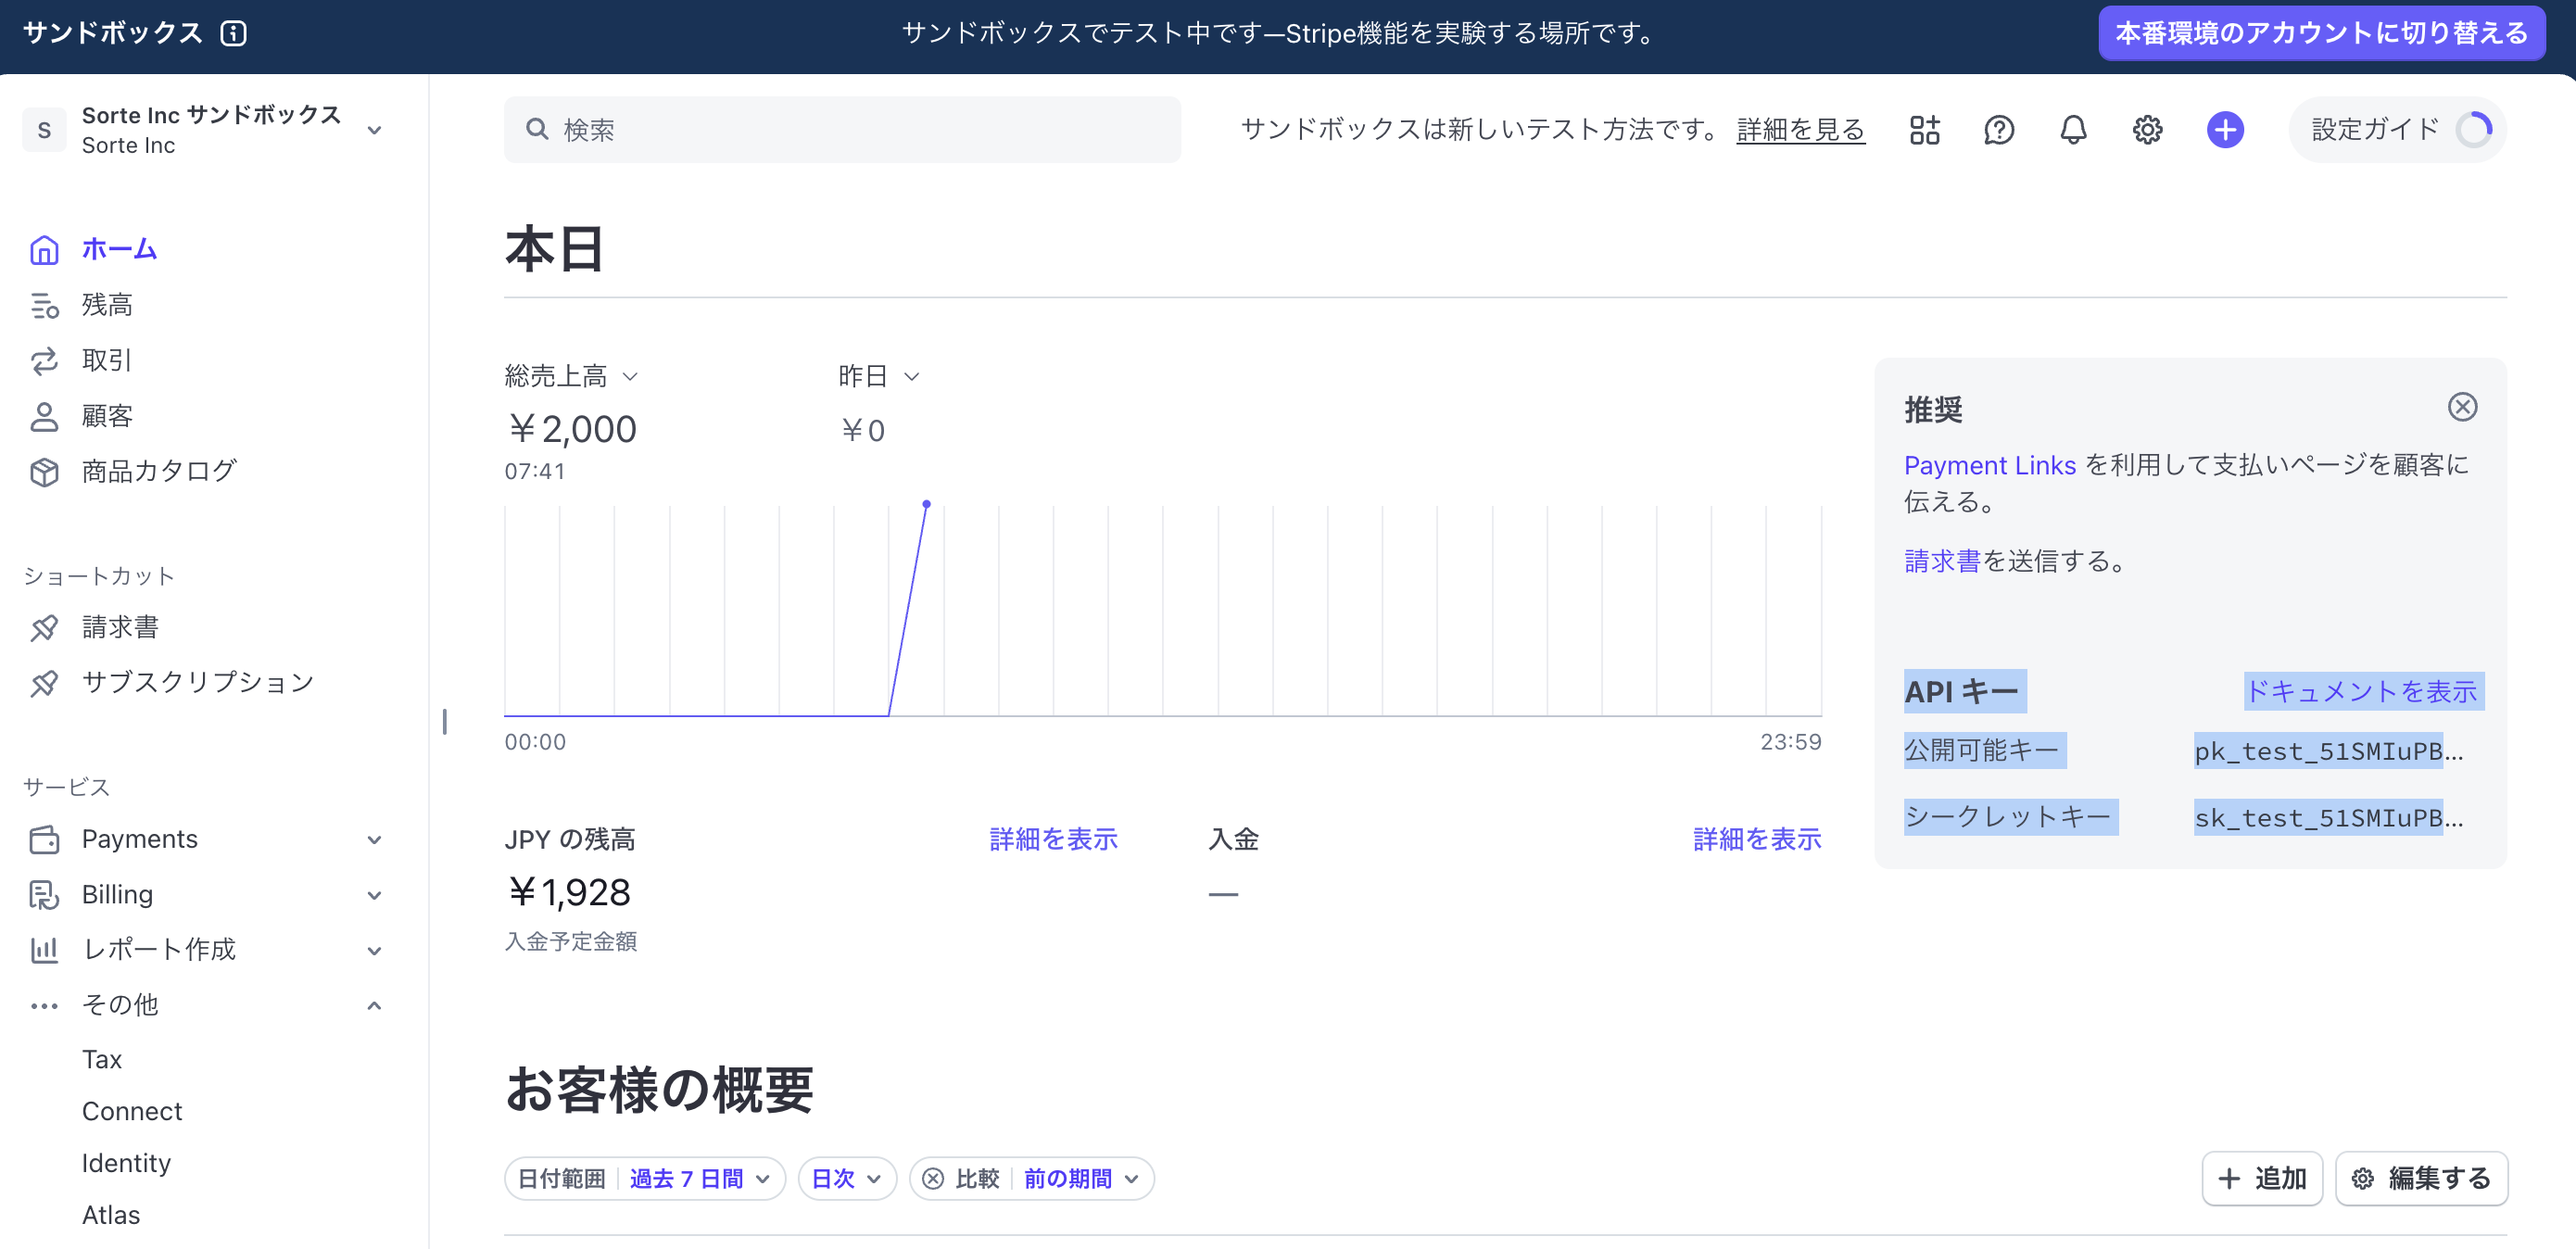 サンドボックス
サンドボックスでテスト中です—Stripe機能を実験する場所です。
本番環境のアカウントに切り替える
S
Sorte Inc サンドボックス
Sorte Inc
検索
サンドボックスは新しいテスト方法です。 詳細を見る
設定ガイド
ホーム
残高
取引
顧客
商品カタログ
ショートカット
請求書
サブスクリプション
サービス
Payments
Billing
レポート作成
その他
Tax
Connect
Identity
Atlas
本日
総売上高
¥2,000
07:41
昨日
¥0
00:00
23:59
JPY の残高
詳細を表示
¥1,928
入金予定金額
入金
詳細を表示
—
推奨
Payment Links を利用して支払いページを顧客に
伝える。
請求書を送信する。
API キー
ドキュメントを表示
公開可能キー
pk_test_51SMIuPB...
シークレットキー
sk_test_51SMIuPB...
お客様の概要
日付範囲 過去 7 日間
日次
比較 前の期間
追加
編集する